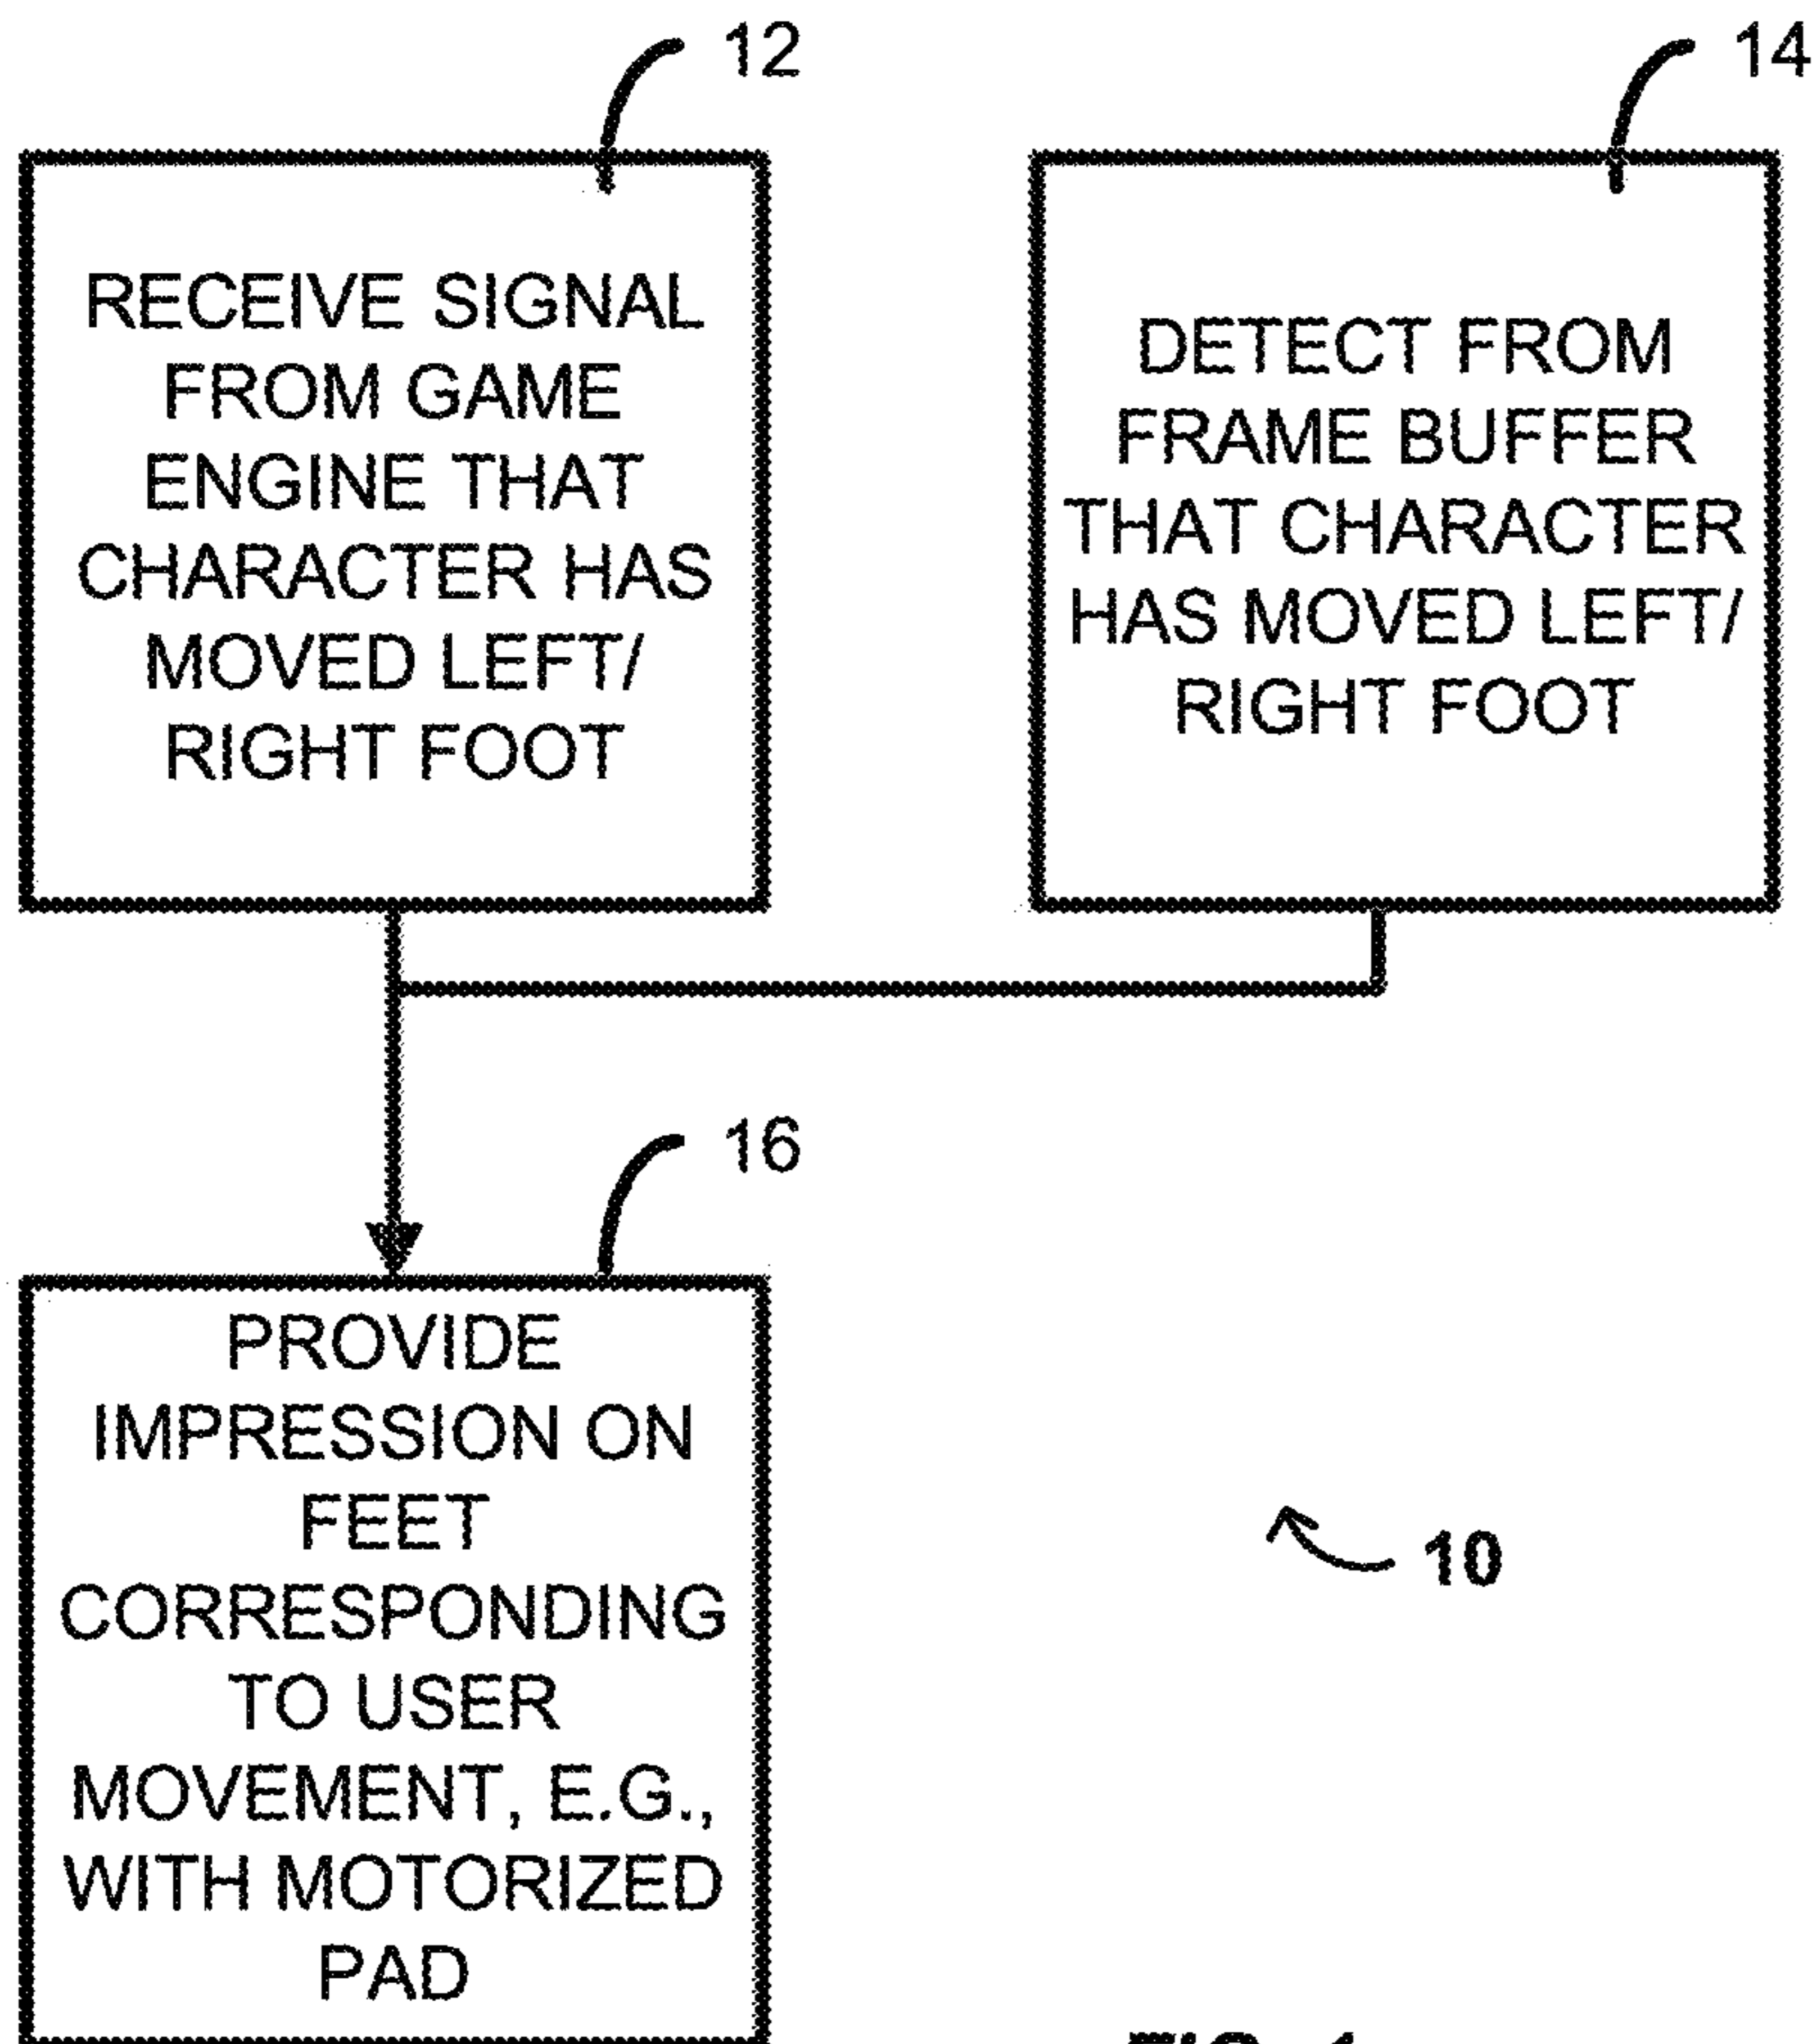 12
RECEIVE SIGNAL
FROM GAME
ENGINE THAT
CHARACTER HAS
MOVED LEFT/
RIGHT FOOT
14
DETECT FROM
FRAME BUFFER
THAT CHARACTER
HAS MOVED LEFT/
RIGHT FOOT
16
PROVIDE
IMPRESSION ON
FEET
CORRESPONDING
TO USER
MOVEMENT, E.G.,
WITH MOTORIZED
PAD
10